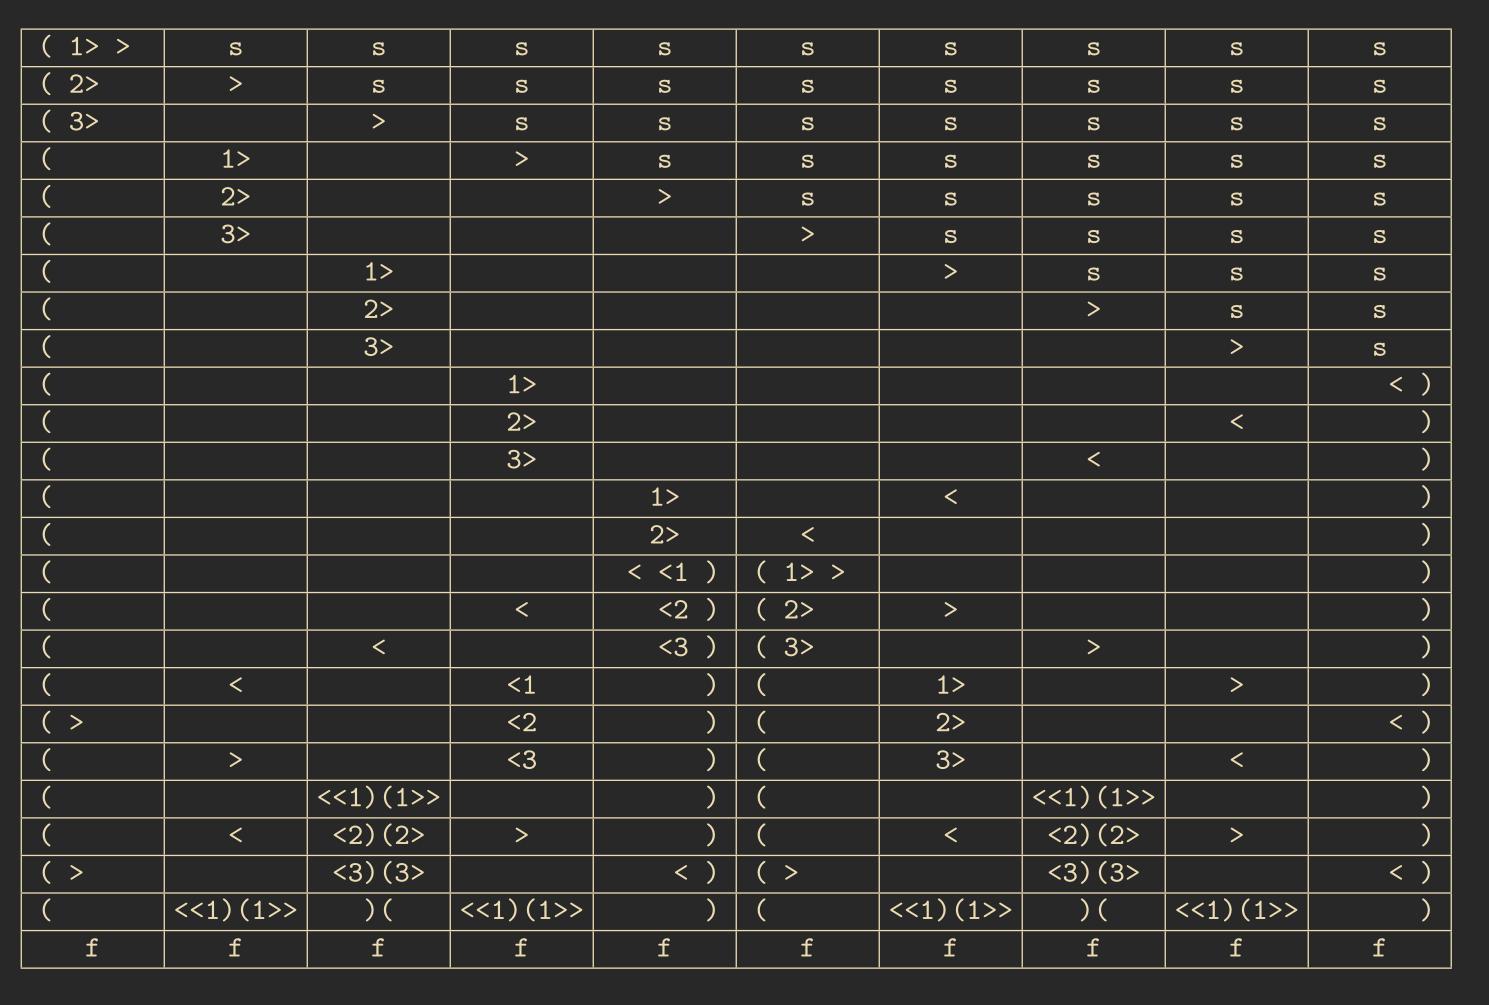 ( 1> > s s s s s s s s s
( 2> > s s s s s s s s
( 3> > s s s s s s s
( 1> > s s s s s s
( 2> > s s s s s
( 3> > s s s s
( 1> > s s s
( 2> > s s
( 3> > s
( 1> < )
( 2> < )
( 3> < )
( 1> < )
( 2> < )
( < <1 ) ( 1> > )
( < <2 ) ( 2> > )
( < <3 ) ( 3> > )
( < <1 ) ( 1> > )
( > <2 ) ( 2> < )
( > <3 ) ( 3> < )
( <<1)(1>> ) ( <<1)(1>> )
( < <2)(2> > ) ( < <2)(2> > )
( > <3)(3> < ) ( > <3)(3> < )
( <<1)(1>> )( <<1)(1>> ) ( <<1)(1>> )( <<1)(1>> )
f f f f f f f f f f